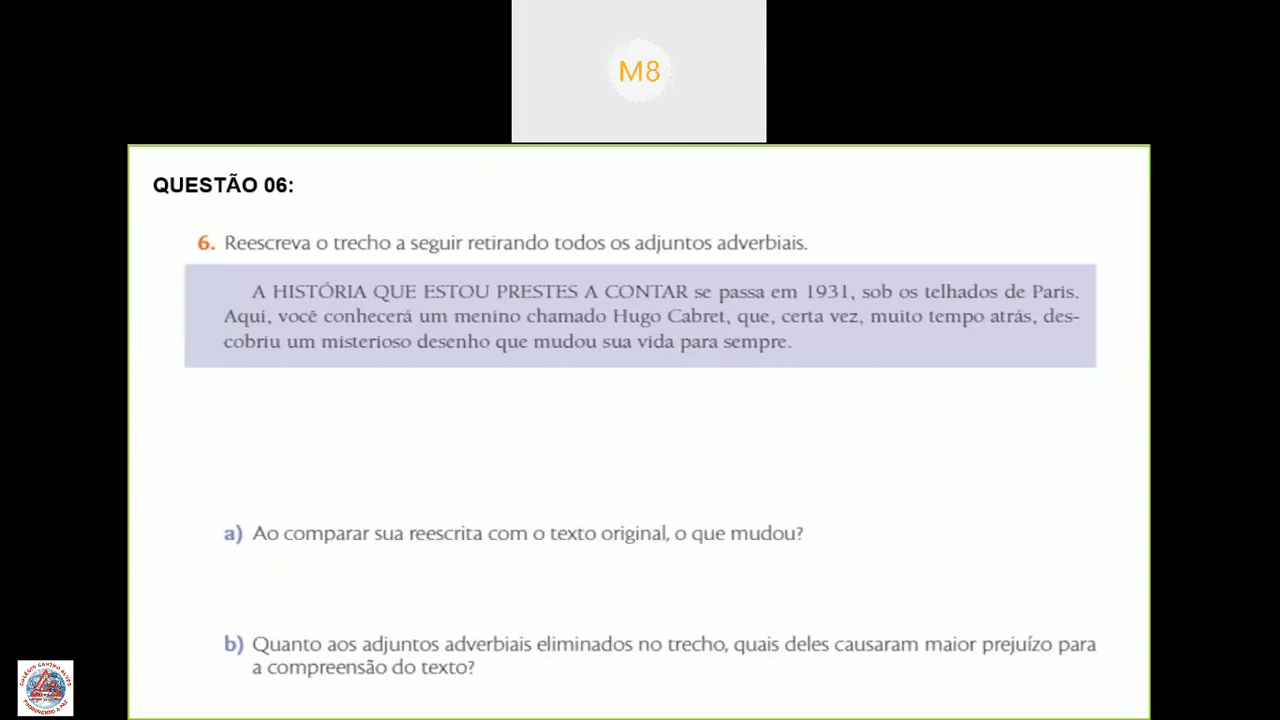 M8
QUESTÃO 06:
6. Reescreva o trecho a seguir retirando todos os adjuntos adverbiais.
A HISTÓRIA QUE ESTOU PRESTES A CONTAR se passa em 1931, sob os telhados de Paris.
Aqui, você conhecerá um menino chamado Hugo Cabret, que, certa vez, muito tempo atrás, des-
cobriu um misterioso desenho que mudou sua vida para sempre.
a) Ao comparar sua reescrita com o texto original, o que mudou?
b) Quanto aos adjuntos adverbiais eliminados no trecho, quais deles causaram maior prejuízo para
a compreensão do texto?